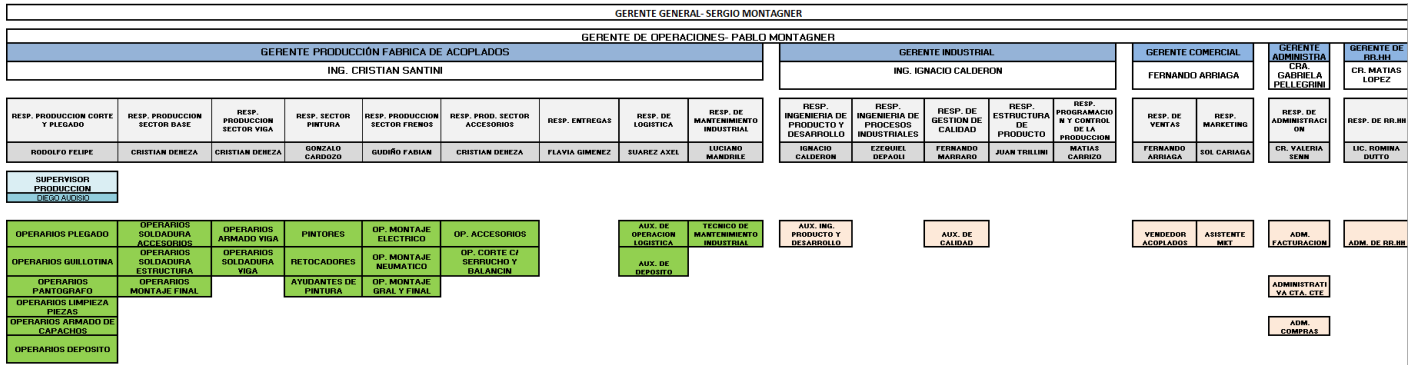 GERENTE GENERAL- SERGIO MONTAGNER
GERENTE DE OPERACIONES- PABLO MONTAGNER
GERENTE PRODUCCIÓN FABRICA DE ACOPLADOS
GERENTE INDUSTRIAL
GERENTE COMERCIAL
GERENTE
ADMINISTRA
GERENTE DE
RR.HH
ING. CRISTIAN SANTINI
ING. IGNACIO CALDERON
FERNANDO ARRIAGA
CRA.
GABRIELA
PELLEGRINI
CR. MATIAS
LOPEZ
RESP. PRODUCCION CORTE
Y PLEGADO
RESP. PRODUCCION
SECTOR BASE
RESP.
PRODUCCION
SECTOR VIGA
RESP. SECTOR
PINTURA
RESP. PRODUCCION
SECTOR FRENOS
RESP. PROD. SECTOR
ACCESORIOS
RESP. ENTREGAS
RESP. DE
LOGISTICA
RESP. DE
MANTENIMIENTO
INDUSTRIAL
RESP.
INGENIERIA DE
PRODUCTO Y
DESARROLLO
RESP.
INGENIERIA DE
PROCESOS
INDUSTRIALES
RESP. DE
GESTION DE
CALIDAD
RESP.
ESTRUCTURA
DE
PRODUCTO
RESP.
PROGRAMACIO
N Y CONTROL
DE LA
PRODUCCION
RESP. DE
VENTAS
RESP.
MARKETING
RESP. DE
ADMINISTRACI
ON
RESP. DE RR.HH
RODOLFO FELIPE
CRISTIAN DEHEZA
CRISTIAN DEHEZA
GONZALO
CARDOZO
GUDIÑO FABIAN
CRISTIAN DEHEZA
FLAVIA GIMENEZ
SUAREZ AXEL
LUCIANO
MANDRILE
IGNACIO
CALDERON
EZEQUIEL
DEPAOLI
FERNANDO
MARRARO
JUAN TRILLINI
MATIAS
CARRIZO
FERNANDO
ARRIAGA
SOL CARIAGA
CR. VALERIA
SENN
LIC. ROMINA
DUTTO
SUPERVISOR
PRODUCCION
DIEGO AUDISIO
OPERARIOS PLEGADO
OPERARIOS
SOLDADURA
ACCESORIOS
OPERARIOS
ARMADO VIGA
PINTORES
OP. MONTAJE
ELECTRICO
OP. ACCESORIOS
AUX. DE
OPERACION
LOGISTICA
TECNICO DE
MANTENIMIENTO
INDUSTRIAL
AUX. ING.
PRODUCTO Y
DESARROLLO
AUX. DE
CALIDAD
VENDEDOR
ACOPLADOS
ASISTENTE
MKT
ADM.
FACTURACION
ADM. DE RR.HH
OPERARIOS GUILLOTINA
OPERARIOS
SOLDADURA
ESTRUCTURA
OPERARIOS
SOLDADURA
VIGA
RETOCADORES
OP. MONTAJE
NEUMATICO
OP. CORTE C/
SERRUCHO Y
BALANCIN
AUX. DE
DEPOSITO
OPERARIOS
PANTOGRAFO
OPERARIOS
MONTAJE FINAL
AYUDANTES DE
PINTURA
OP. MONTAJE
GRAL Y FINAL
ADMINISTRATI
VA CTA. CTE
OPERARIOS LIMPIEZA
PIEZAS
OPERARIOS ARMADO DE
CAPACHOS
ADM.
COMPRAS
OPERARIOS DEPOSITO